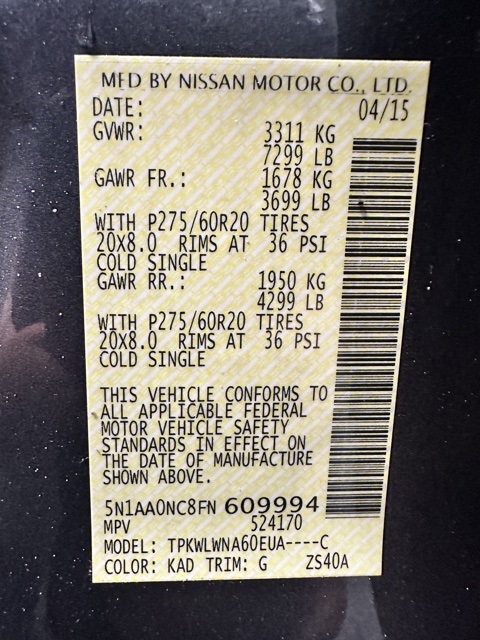 MFD BY NISSAN MOTOR CO., LTD.
DATE: 04/15
GVWR: 3311 KG
7299 LB
GAWR FR.: 1678 KG
3699 LB
WITH P275/60R20 TIRES
20X8.0 RIMS AT 36 PSI
COLD SINGLE
GAWR RR.: 1950 KG
4299 LB
WITH P275/60R20 TIRES
20X8.0 RIMS AT 36 PSI
COLD SINGLE
THIS VEHICLE CONFORMS TO
ALL APPLICABLE FEDERAL
MOTOR VEHICLE SAFETY
STANDARDS IN EFFECT ON
THE DATE OF MANUFACTURE
SHOWN ABOVE.
5N1AA0NC8FN 609994
MPV 524170
MODEL: TPKWLWNA60EUA----C
COLOR: KAD TRIM: G ZS40A